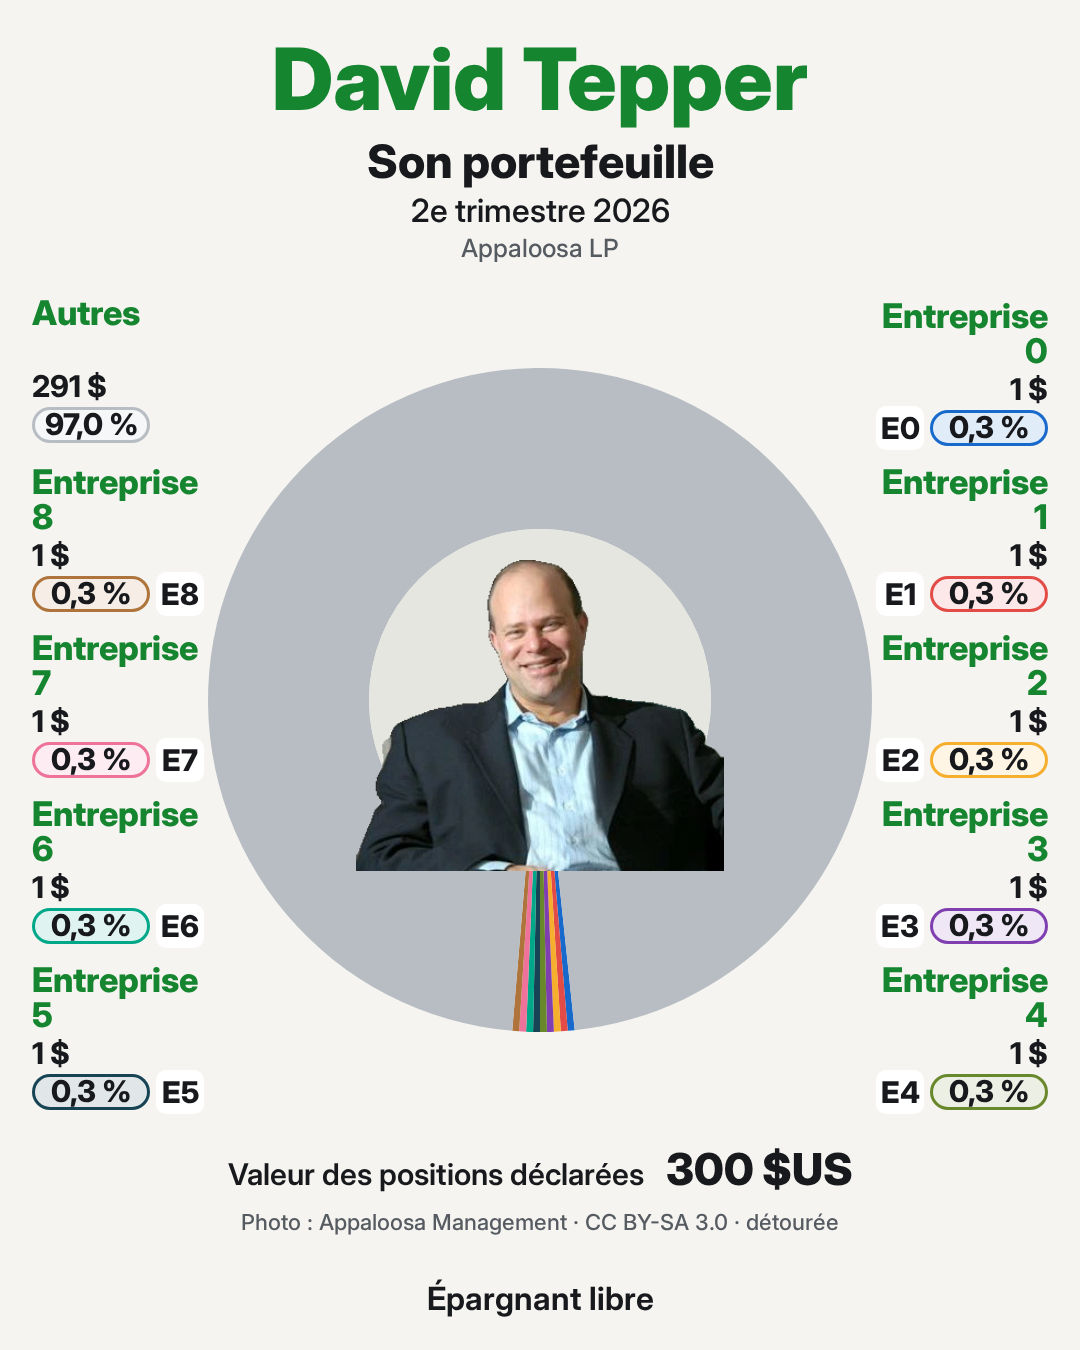 David Tepper
Son portefeuille
2e trimestre 2026
Appaloosa LP
Autres
291 $
97,0 %
Entreprise
8
1 $
0,3 %
E8
Entreprise
7
1 $
0,3 %
E7
Entreprise
6
1 $
0,3 %
E6
Entreprise
5
1 $
0,3 %
E5
Entreprise
0
1 $
E0
0,3 %
Entreprise
1
1 $
E1
0,3 %
Entreprise
2
1 $
E2
0,3 %
Entreprise
3
1 $
E3
0,3 %
Entreprise
4
1 $
E4
0,3 %
Valeur des positions déclarées 300 $US
Photo : Appaloosa Management · CC BY-SA 3.0 · détourée
Épargnant libre